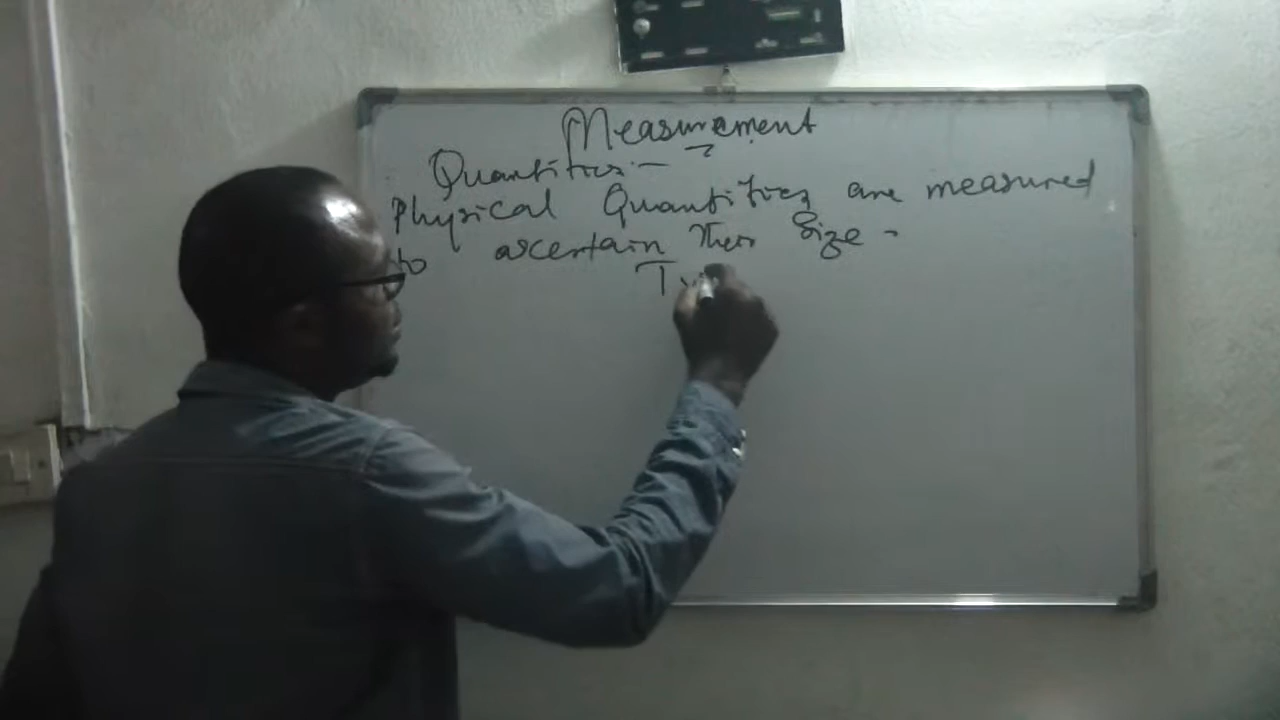 Measurement
Quantities:-
Physical Quantities are measured
to ascertain their size.
T